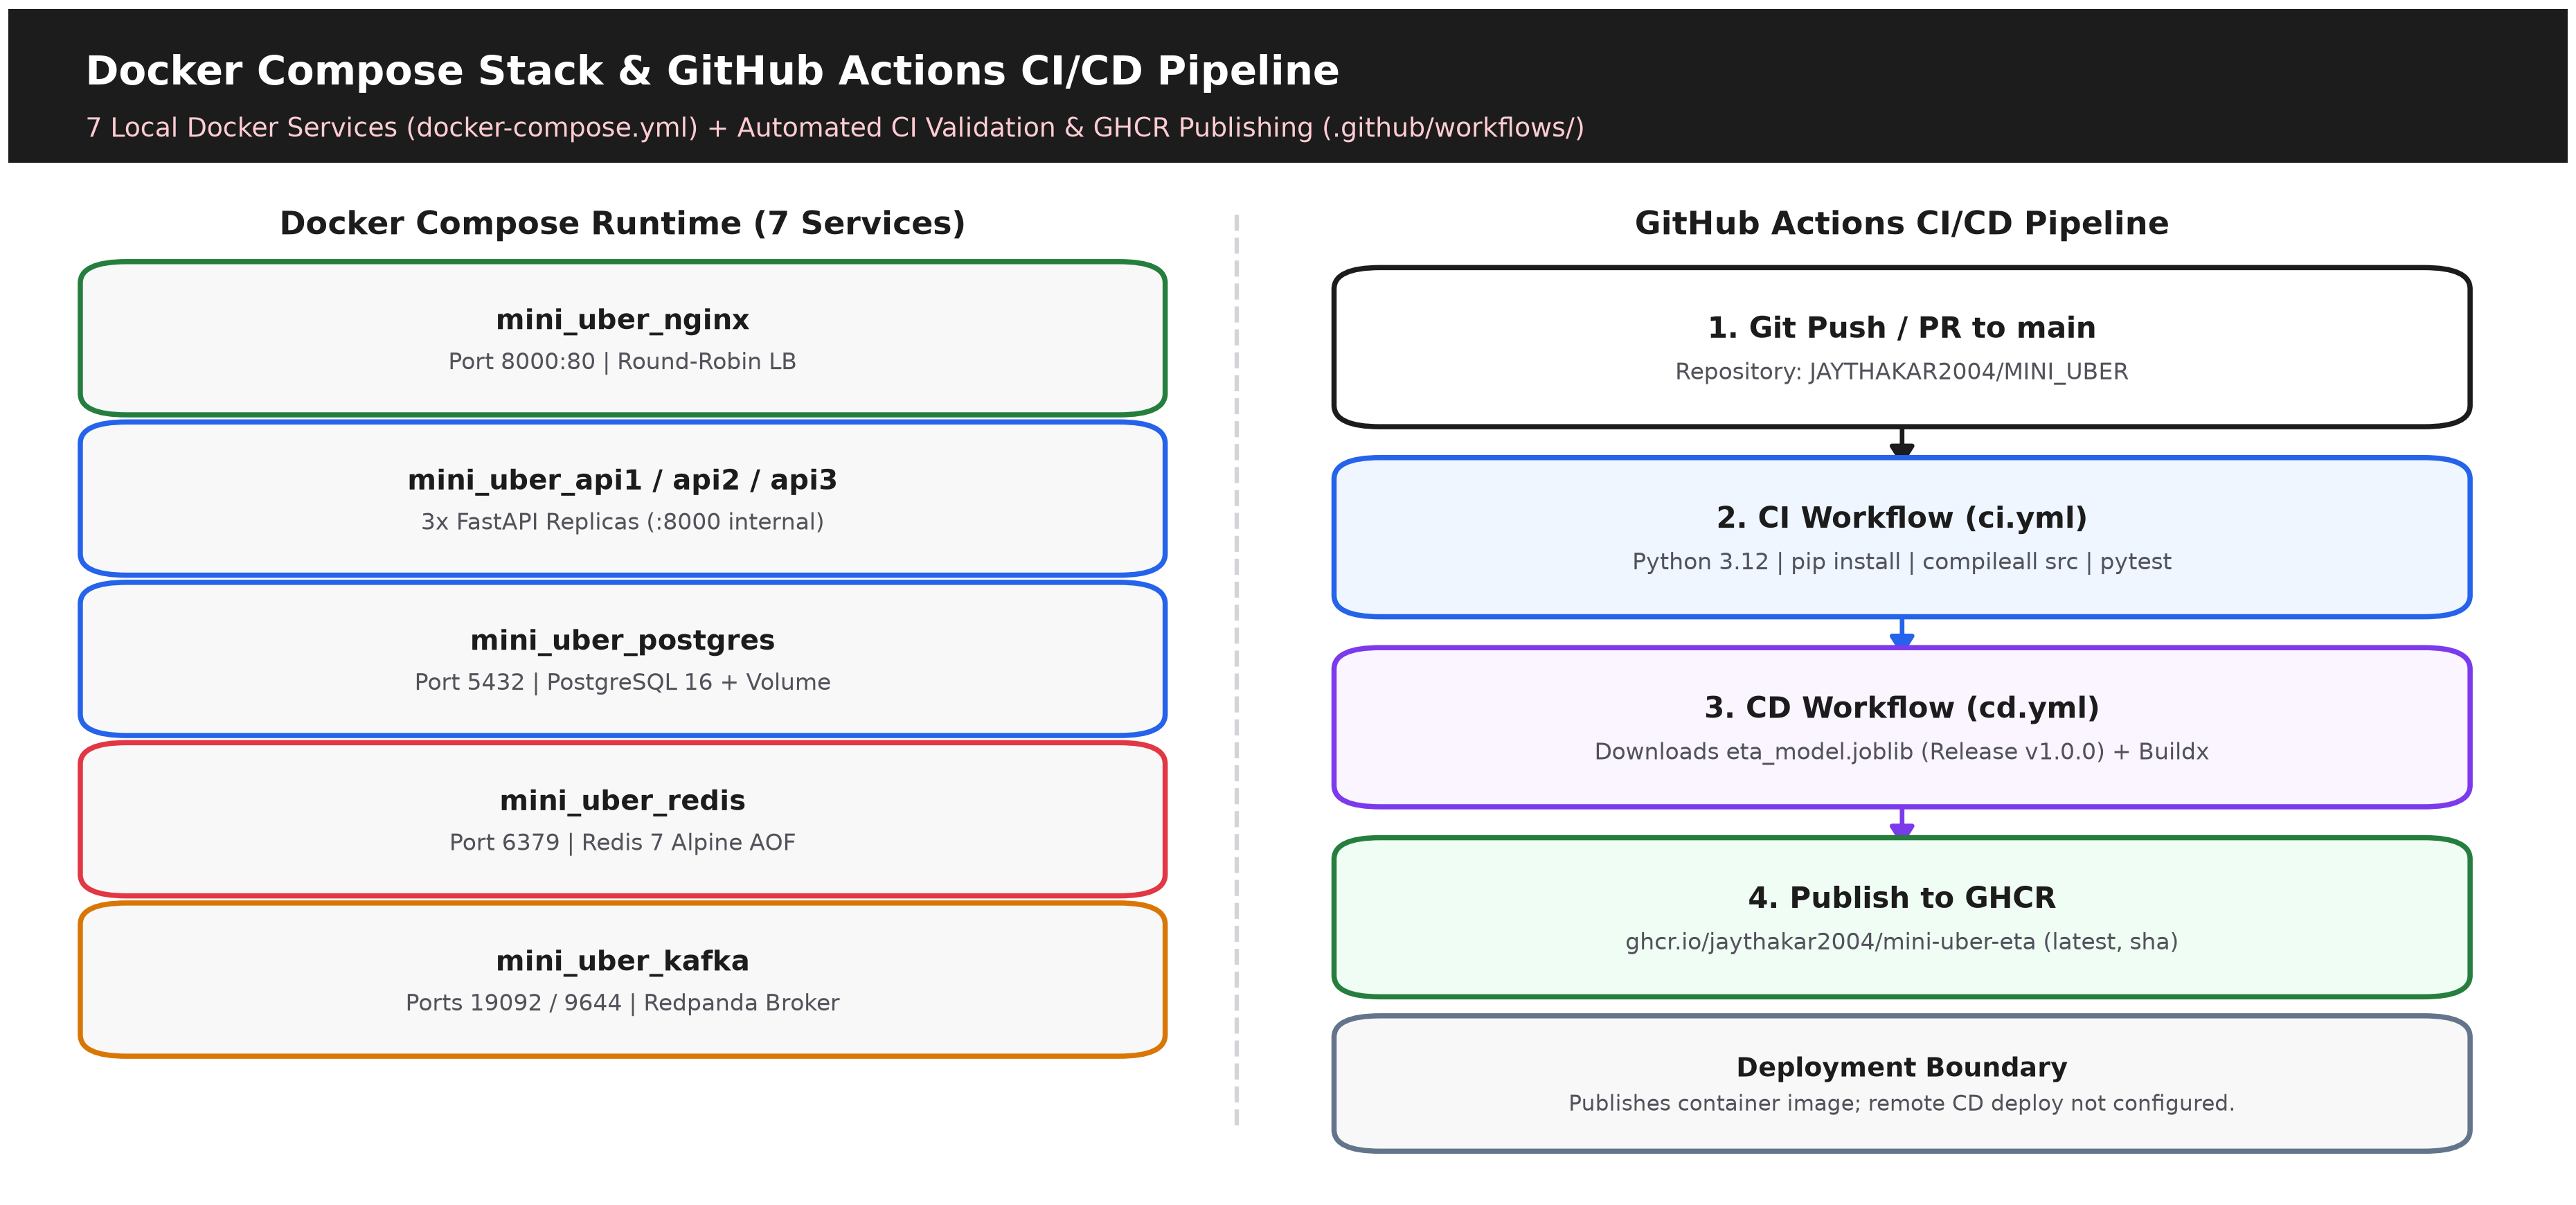 Docker Compose Stack & GitHub Actions CI/CD Pipeline
7 Local Docker Services (docker-compose.yml) + Automated CI Validation & GHCR Publishing (.github/workflows/)
Docker Compose Runtime (7 Services)
mini_uber_nginx
Port 8000:80 | Round-Robin LB
mini_uber_api1 / api2 / api3
3x FastAPI Replicas (:8000 internal)
mini_uber_postgres
Port 5432 | PostgreSQL 16 + Volume
mini_uber_redis
Port 6379 | Redis 7 Alpine AOF
mini_uber_kafka
Ports 19092 / 9644 | Redpanda Broker
GitHub Actions CI/CD Pipeline
1. Git Push / PR to main
Repository: JAYTHAKAR2004/MINI_UBER
2. CI Workflow (ci.yml)
Python 3.12 | pip install | compileall src | pytest
3. CD Workflow (cd.yml)
Downloads eta_model.joblib (Release v1.0.0) + Buildx
4. Publish to GHCR
ghcr.io/jaythakar2004/mini-uber-eta (latest, sha)
Deployment Boundary
Publishes container image; remote CD deploy not configured.